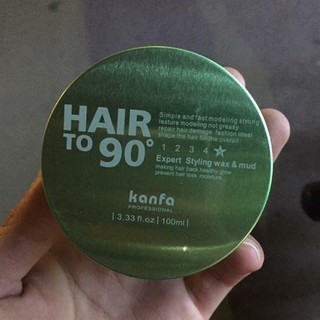 HAIR
TO 90°
Simple and fast modeling strong
texture modeling not greasy
repair hair damage, fashion ideal
shape the hair for the overall
1 2 3 4 ★
Expert Styling wax & mud
making hair back healthy glow
prevent hair loss moisture.
kanfa
PROFESSIONAL
| 3.33 fl.oz | 100ml |